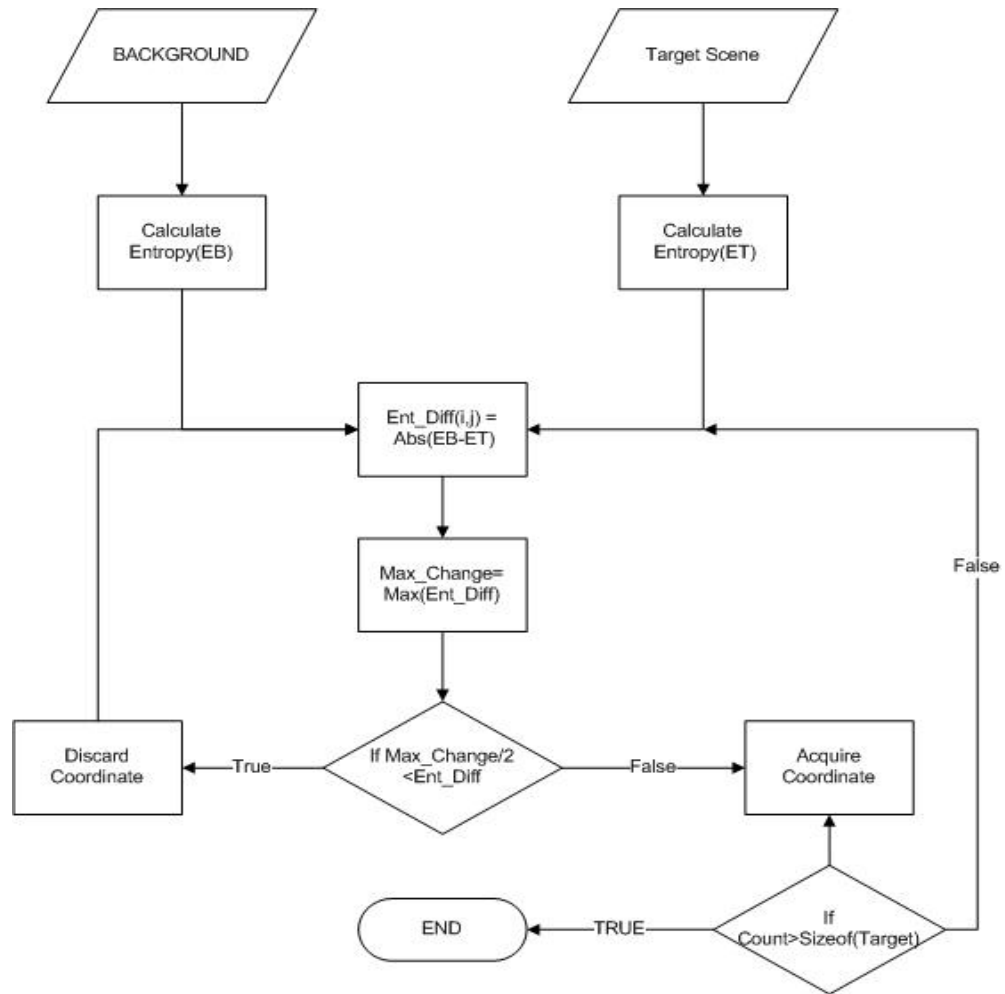 BACKGROUND
Target Scene
Calculate
Entropy(EB)
Calculate
Entropy(ET)
Ent_Diff(i,j) =
Abs(EB-ET)
Max_Change=
Max(Ent_Diff)
False
Discard
Coordinate
True
If Max_Change/2
<Ent_Diff
False
Acquire
Coordinate
END
TRUE
If
Count>Sizeof(Target)